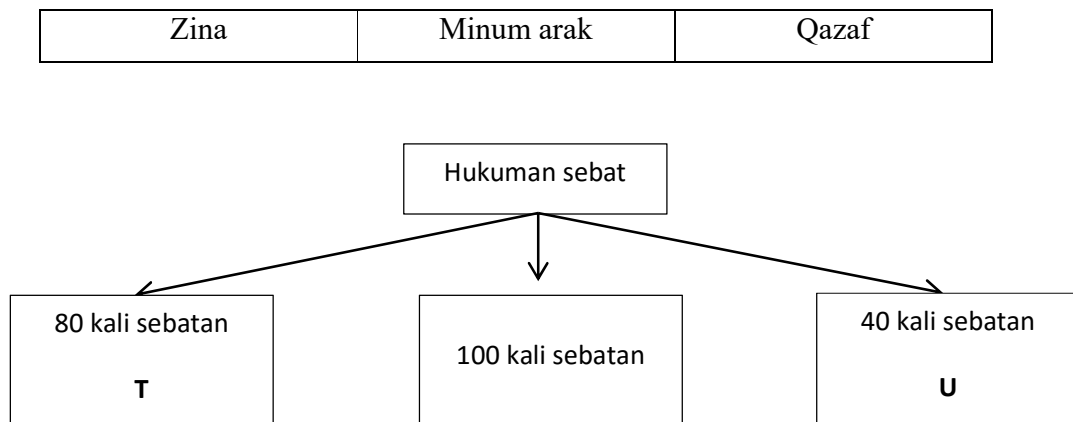 Zina Minum arak Qazaf
Hukuman sebat
80 kali sebatan
T
100 kali sebatan
40 kali sebatan
U